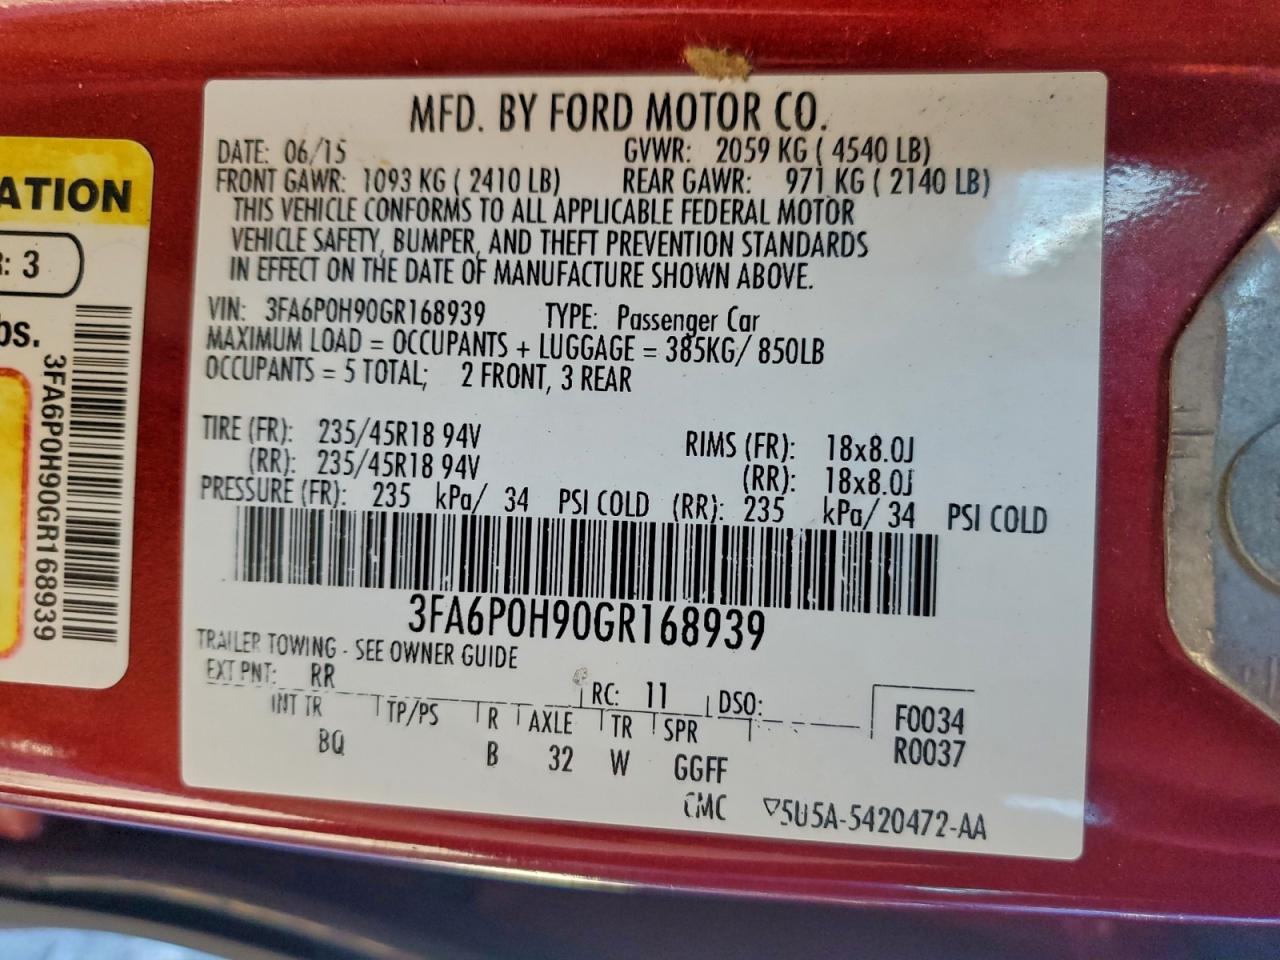 ATION
: 3
bs.
3FA6P0H90GR168939
MFD. BY FORD MOTOR CO.
DATE: 06/15 GVWR: 2059 KG ( 4540 LB)
FRONT GAWR: 1093 KG ( 2410 LB) REAR GAWR: 971 KG ( 2140 LB)
THIS VEHICLE CONFORMS TO ALL APPLICABLE FEDERAL MOTOR
VEHICLE SAFETY, BUMPER, AND THEFT PREVENTION STANDARDS
IN EFFECT ON THE DATE OF MANUFACTURE SHOWN ABOVE.
VIN: 3FA6P0H90GR168939 TYPE: Passenger Car
MAXIMUM LOAD = OCCUPANTS + LUGGAGE = 385KG/ 850LB
OCCUPANTS = 5 TOTAL; 2 FRONT, 3 REAR
TIRE (FR): 235/45R18 94V RIMS (FR): 18x8.0J
(RR): 235/45R18 94V (RR): 18x8.0J
PRESSURE (FR): 235 kPa/ 34 PSI COLD (RR): 235 kPa/ 34 PSI COLD
3FA6P0H90GR168939
TRAILER TOWING - SEE OWNER GUIDE
EXT PNT: RR RC: 11 DSO:
INT TR TP/PS R AXLE TR SPR F0034
BQ B 32 W GGFF R0037
CMC ▽5U5A-5420472-AA